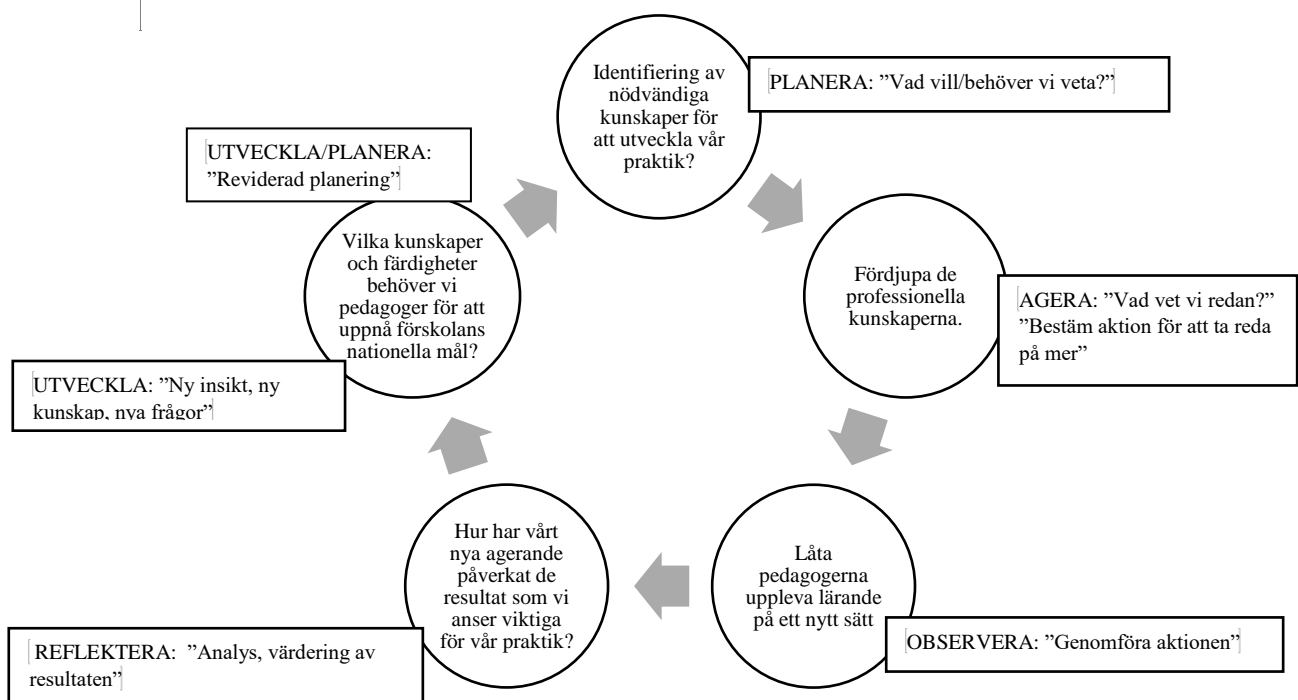 Identifiering av
nödvändiga
kunskaper för
att utveckla vår
praktik?
PLANERA: ”Vad vill/behöver vi veta?”
Fördjupa de
professionella
kunskaperna.
AGERA: ”Vad vet vi redan?”
”Bestäm aktion för att ta reda
på mer”
Låta
pedagogerna
uppleva lärande
på ett nytt sätt
OBSERVERA: ”Genomföra aktionen”
Hur har vårt
nya agerande
påverkat de
resultat som vi
anser viktiga
för vår praktik?
REFLEKTERA: ”Analys, värdering av
resultaten”
Vilka kunskaper
och färdigheter
behöver vi
pedagoger för att
uppnå förskolans
nationella mål?
UTVECKLA: ”Ny insikt, ny
kunskap, nya frågor”
UTVECKLA/PLANERA:
”Reviderad planering”